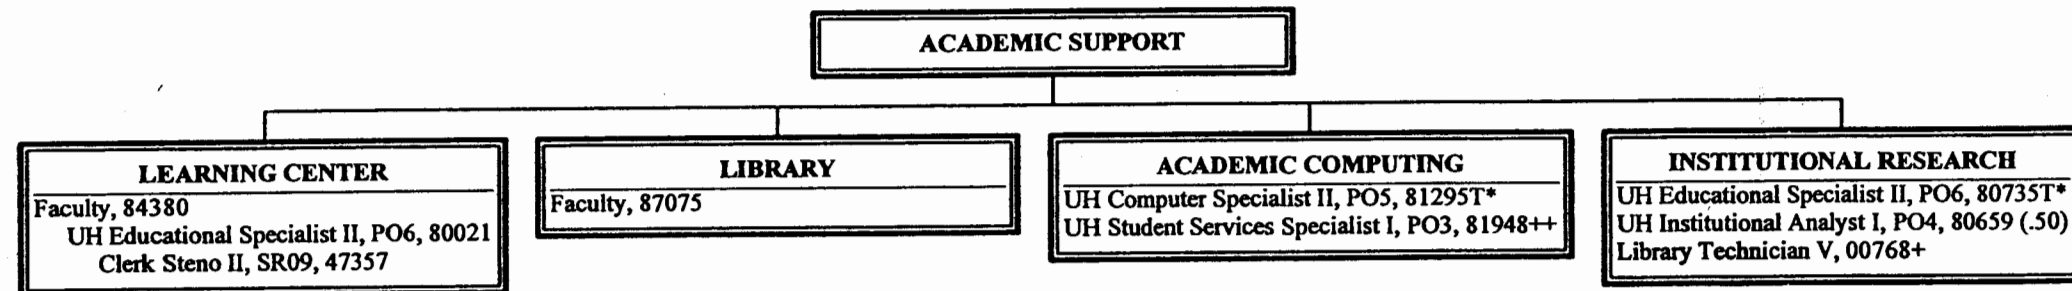 ACADEMIC SUPPORT
LEARNING CENTER
Faculty, 84380
UH Educational Specialist II, PO6, 80021
Clerk Steno II, SR09, 47357
LIBRARY
Faculty, 87075
ACADEMIC COMPUTING
UH Computer Specialist II, PO5, 81295T*
UH Student Services Specialist I, PO3, 81948++
INSTITUTIONAL RESEARCH
UH Educational Specialist II, PO6, 80735T*
UH Institutional Analyst I, PO4, 80659 (.50)
Library Technician V, 00768+